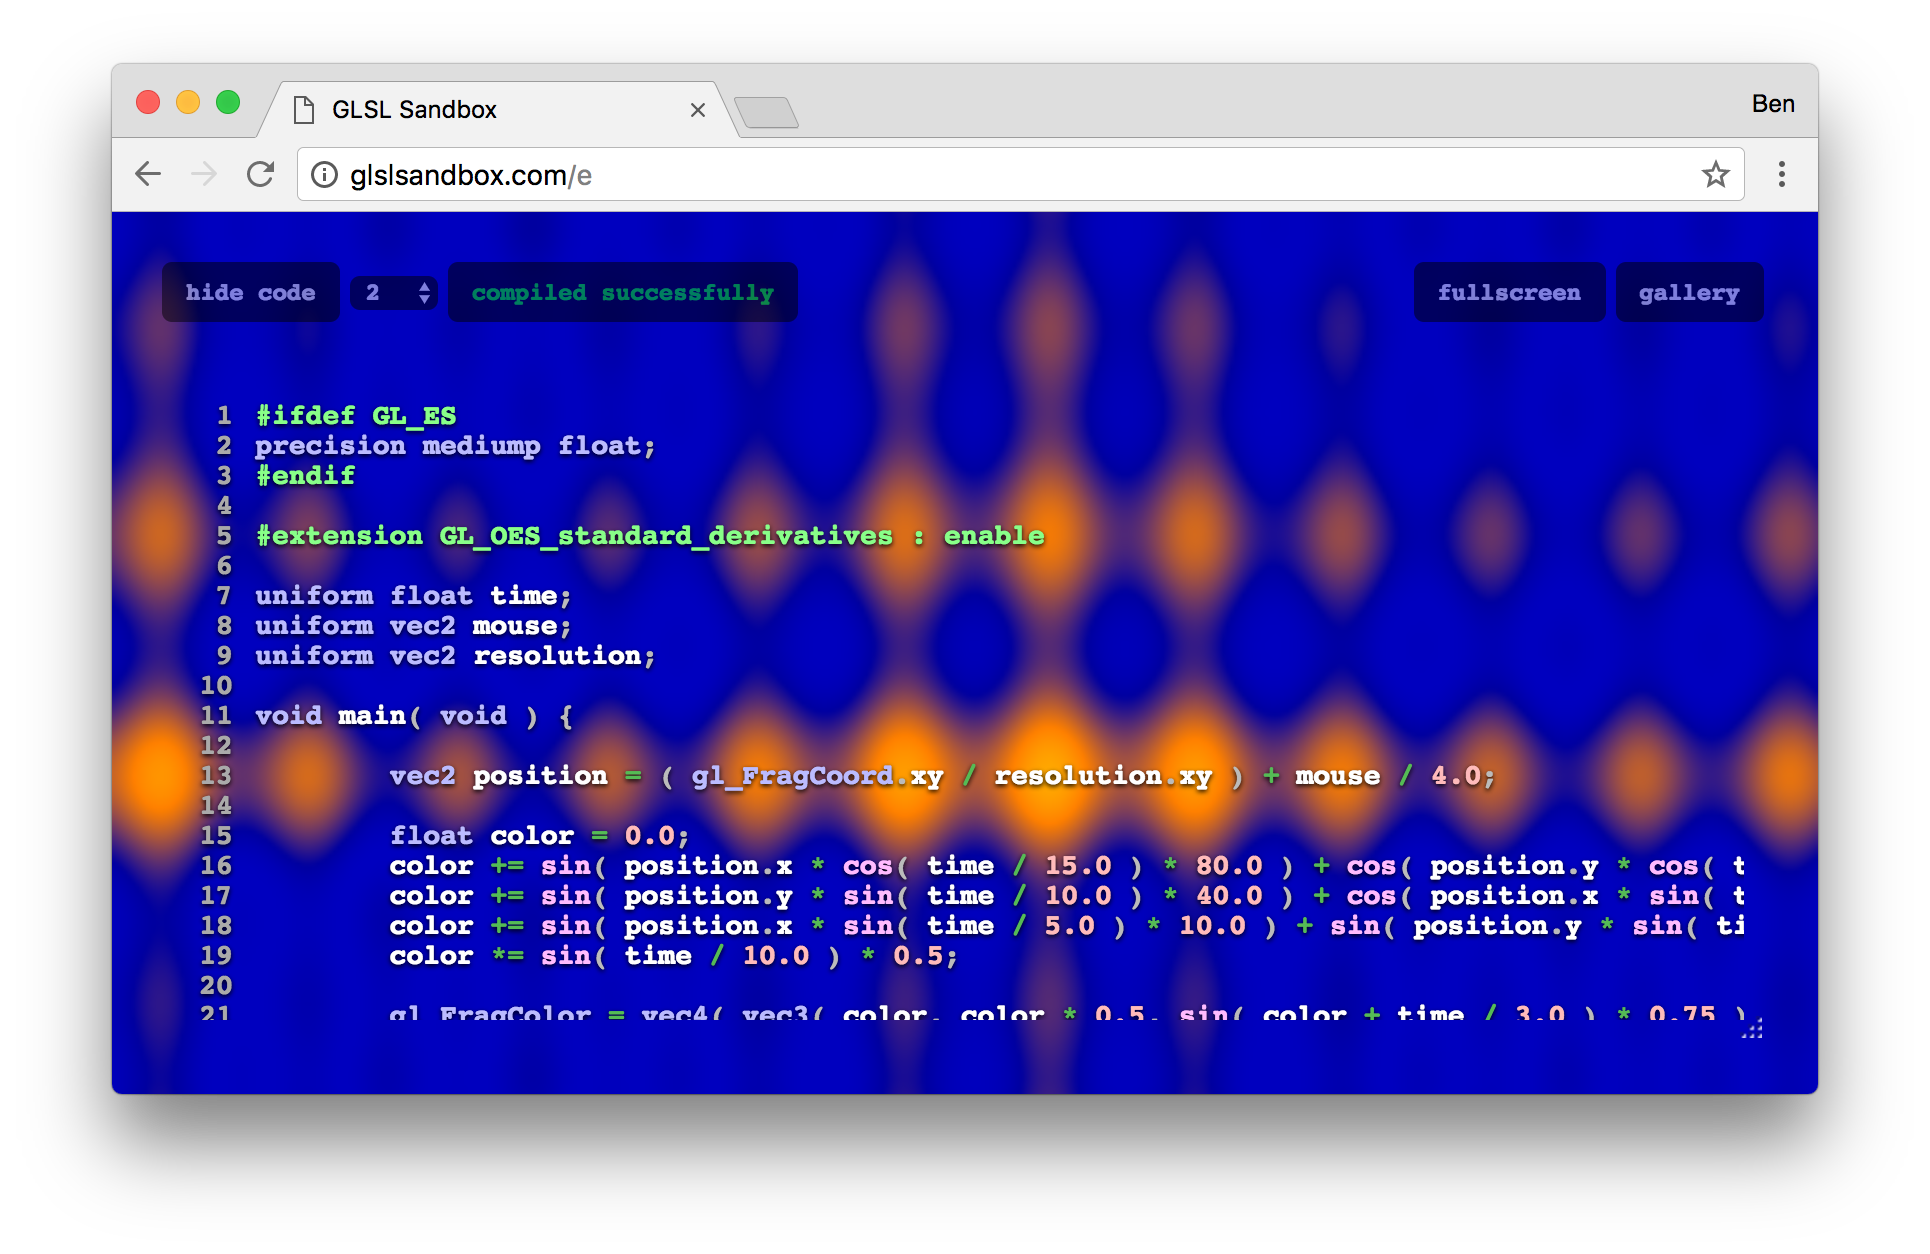 GLSL Sandbox
Ben
glslsandbox.com/e
hide code
2
compiled successfully
fullscreen
gallery
1 #ifdef GL_ES
2 precision mediump float;
3 #endif
4
5 #extension GL_OES_standard_derivatives : enable
6
7 uniform float time;
8 uniform vec2 mouse;
9 uniform vec2 resolution;
10
11 void main( void ) {
12
13 vec2 position = ( gl_FragCoord.xy / resolution.xy ) + mouse / 4.0;
14
15 float color = 0.0;
16 color += sin( position.x * cos( time / 15.0 ) * 80.0 ) + cos( position.y * cos( t
17 color += sin( position.y * sin( time / 10.0 ) * 40.0 ) + cos( position.x * sin( t
18 color += sin( position.x * sin( time / 5.0 ) * 10.0 ) + sin( position.y * sin( ti
19 color *= sin( time / 10.0 ) * 0.5;
20
21 gl_FragColor = vec4( vec3( color, color * 0.5, sin( color + time / 3.0 ) * 0.75 )